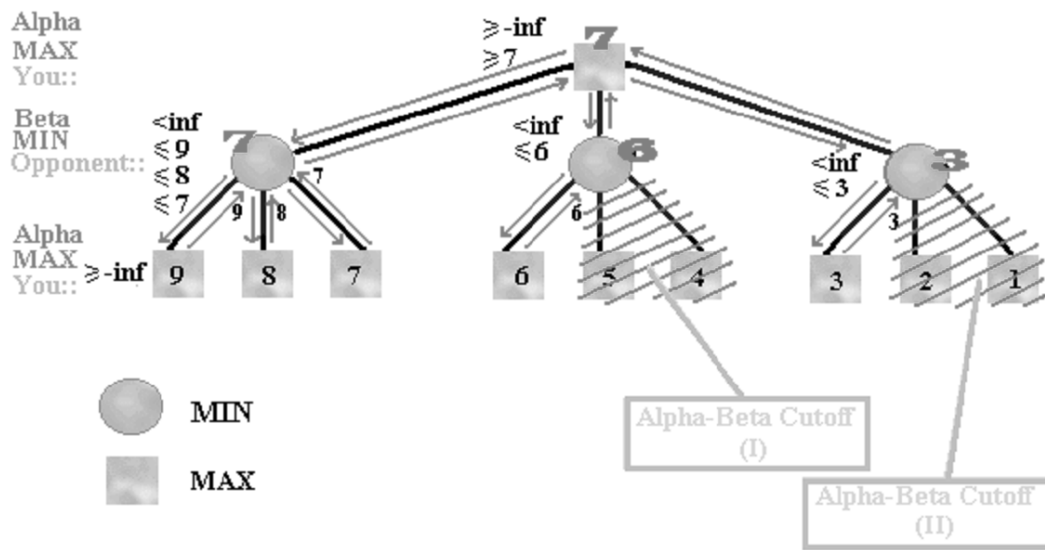 Alpha
MAX
You::
≥-inf
≥7
7
Beta
MIN
Opponent::
<inf
≤9
≤8
≤7
7
9
8
7
<inf
≤6
6
6
<inf
≤3
3
3
Alpha
MAX
You::
≥-inf
9
8
7
6
5
4
3
2
1
MIN
MAX
Alpha-Beta Cutoff
(I)
Alpha-Beta Cutoff
(II)